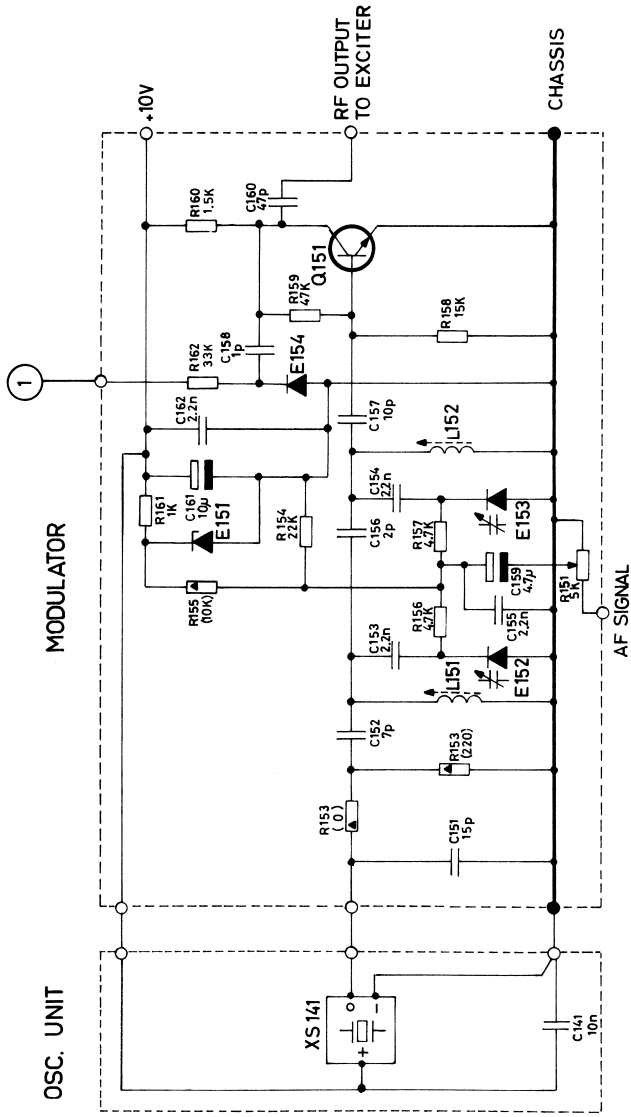 OSC. UNIT
MODULATOR
1
+10V
RF OUTPUT
TO EXCITER
CHASSIS
AF SIGNAL
XS 141
o
+
−
C141
10n
R153
( 0 )
C151
15p
R153
(220)
C152
7p
L151
E152
C153
2.2n
R156
4.7K
R155
(10K)
R161
1K
C161
10µ
E151
R154
22K
C162
2.2n
C156
2p
C154
2.2n
R157
4.7K
C155
2.2n
C159
4.7µ
R151
5K
E153
L152
C157
10p
R162
33K
C158
1p
E154
R159
47K
R158
15K
Q151
R160
1.5K
C160
47p